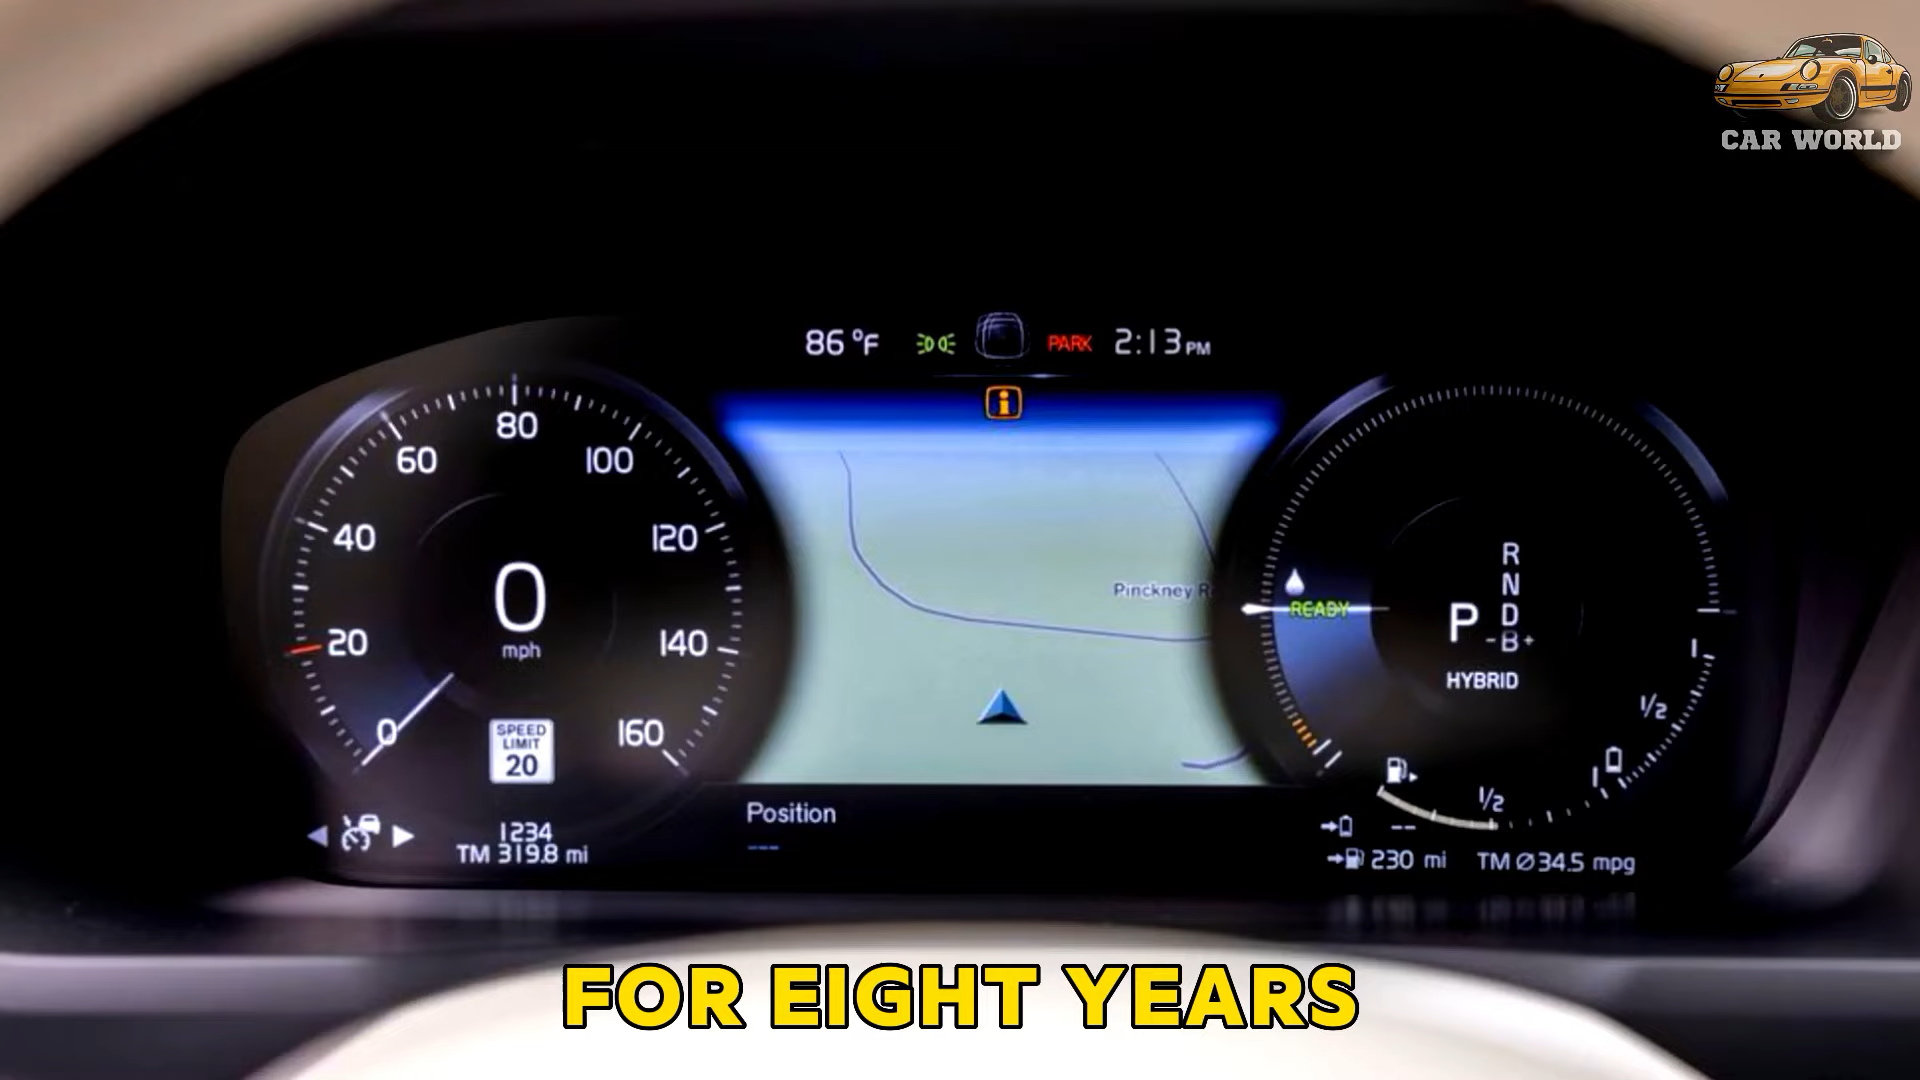 CAR WORLD
86 °F PARK 2:13 PM
80
60 100
40 120
20 140
0 160
0
mph
SPEED
LIMIT
20
1234
TM 319.8 mi
Pinckney
Position
---
READY
R
N
D
P -B+
HYBRID
1
1/2
1
1/2
--
230 mi TM Ø 34.5 mpg
FOR EIGHT YEARS